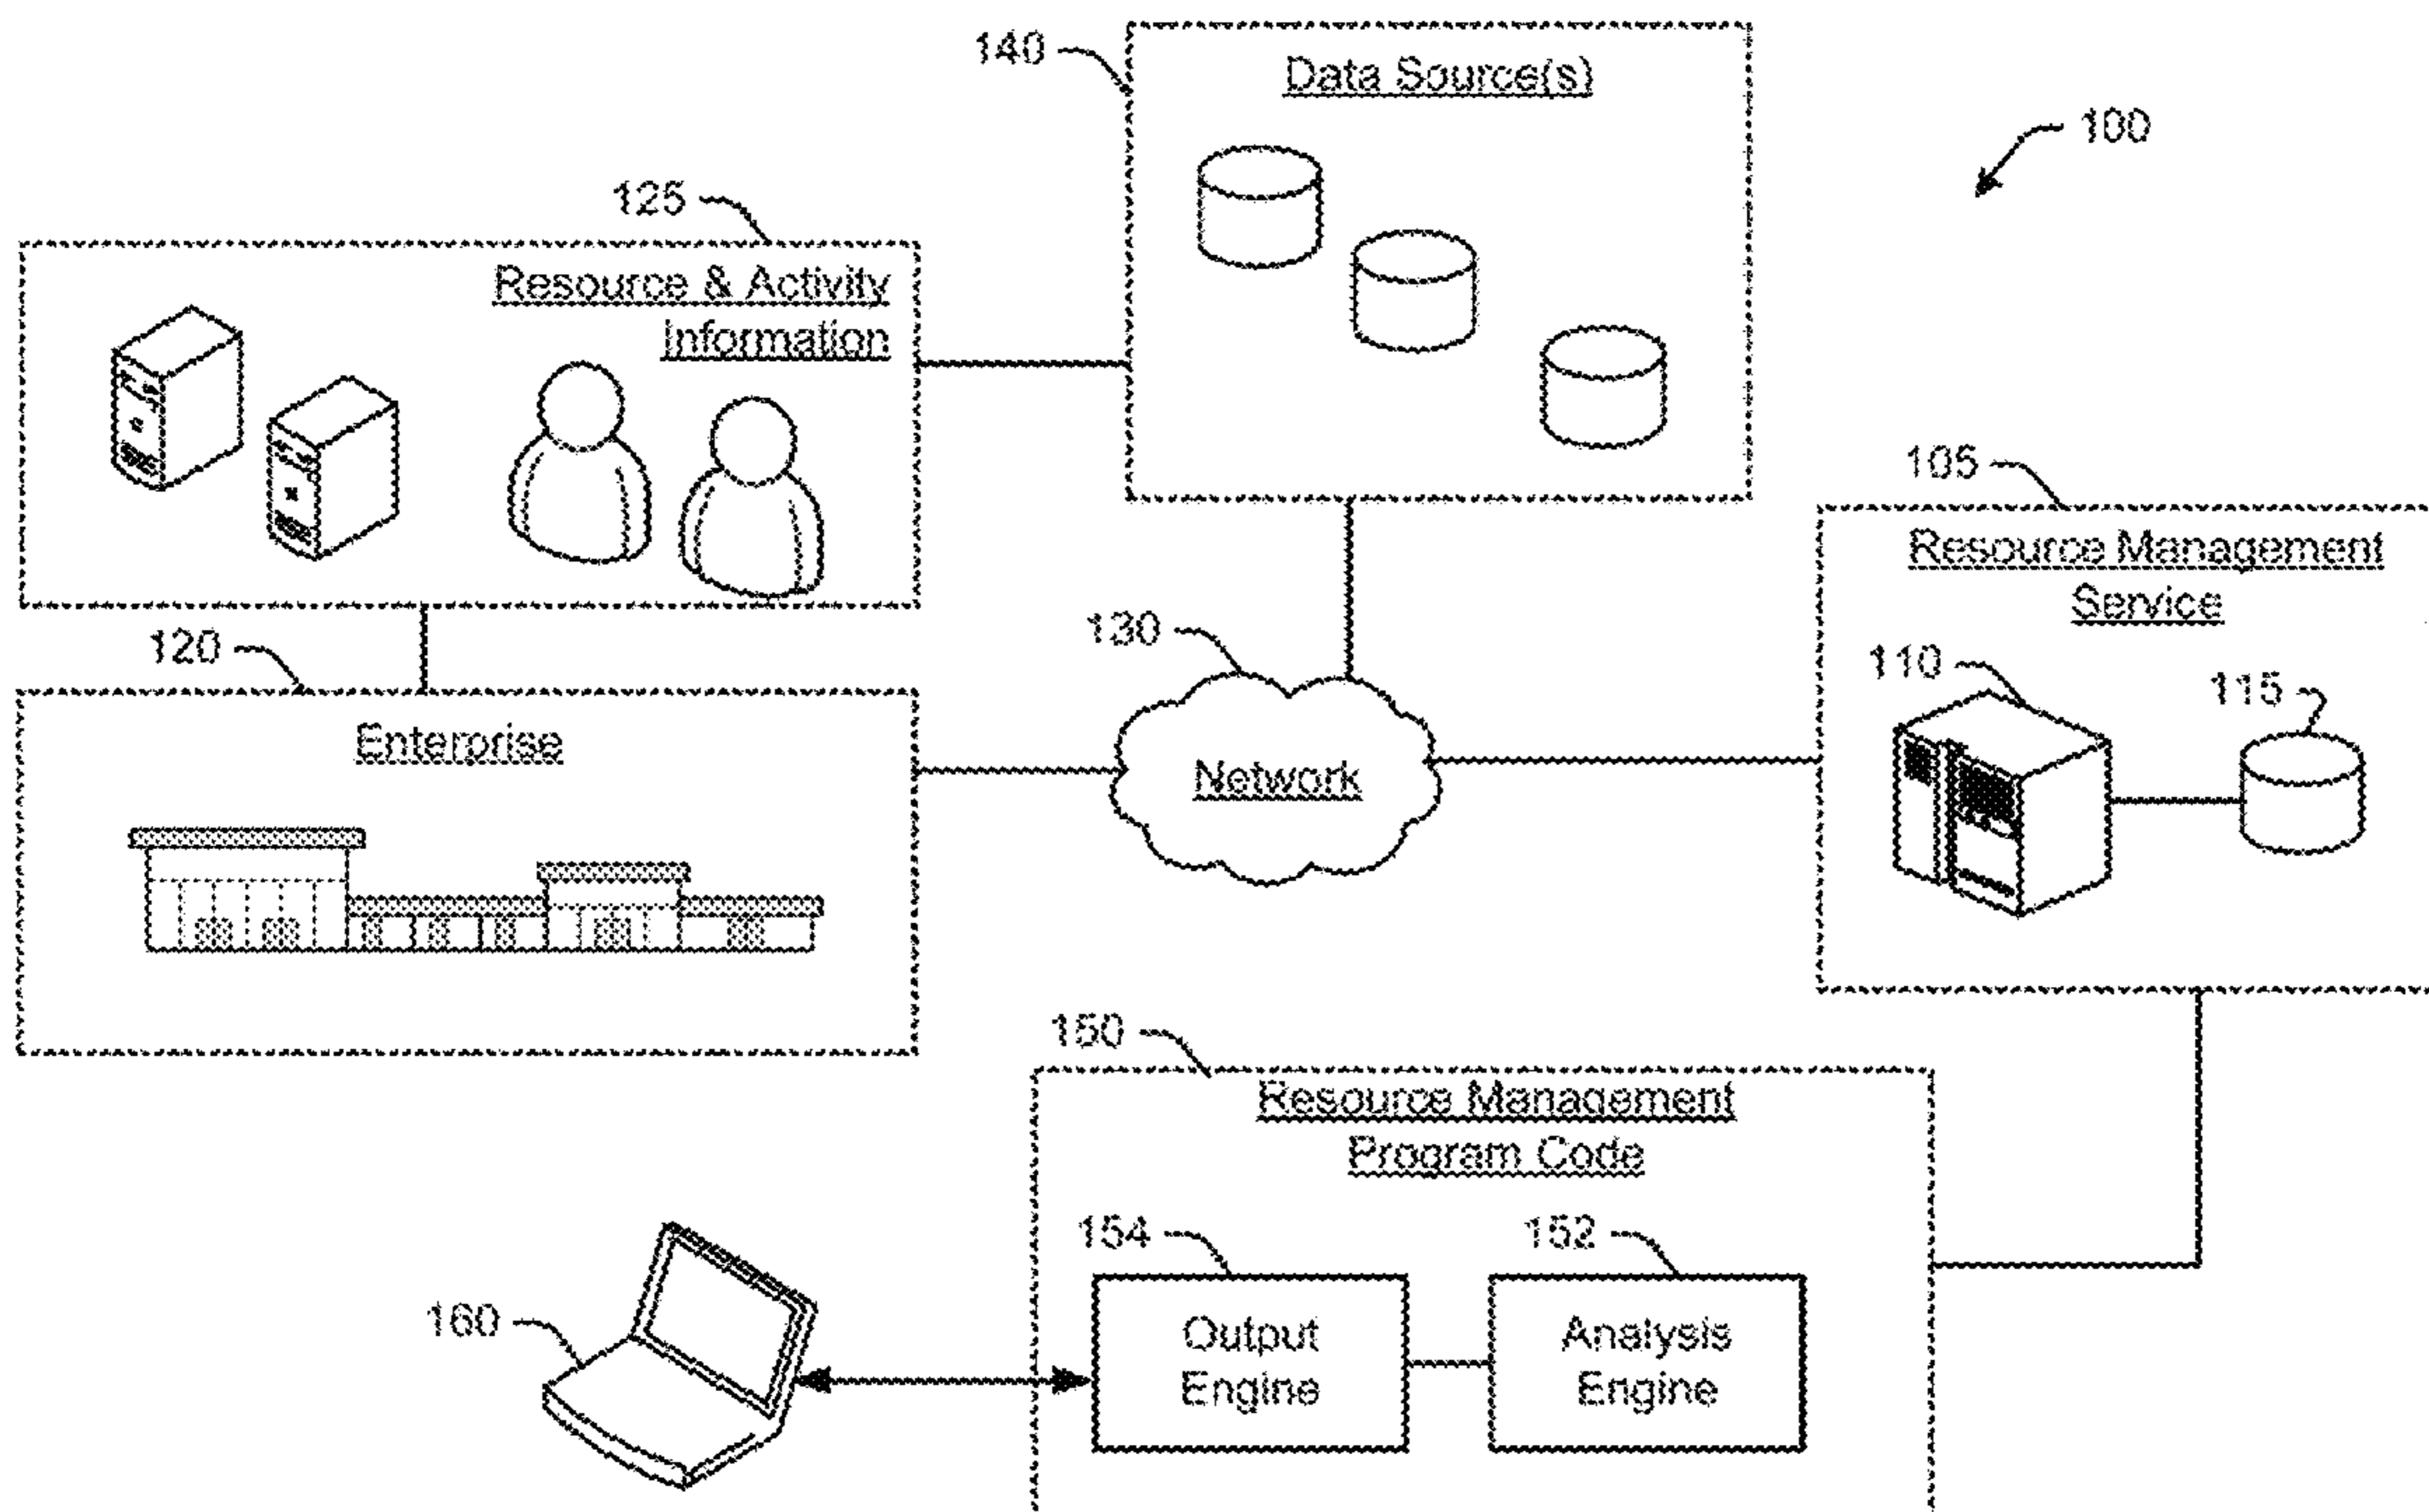 140
Data Source(s)
100
125
Resource & Activity
Information
105
Resource Management
Service
110
115
120
Enterprise
130
Network
150
Resource Management
Program Code
154
152
Output
Engine
Analysis
Engine
160